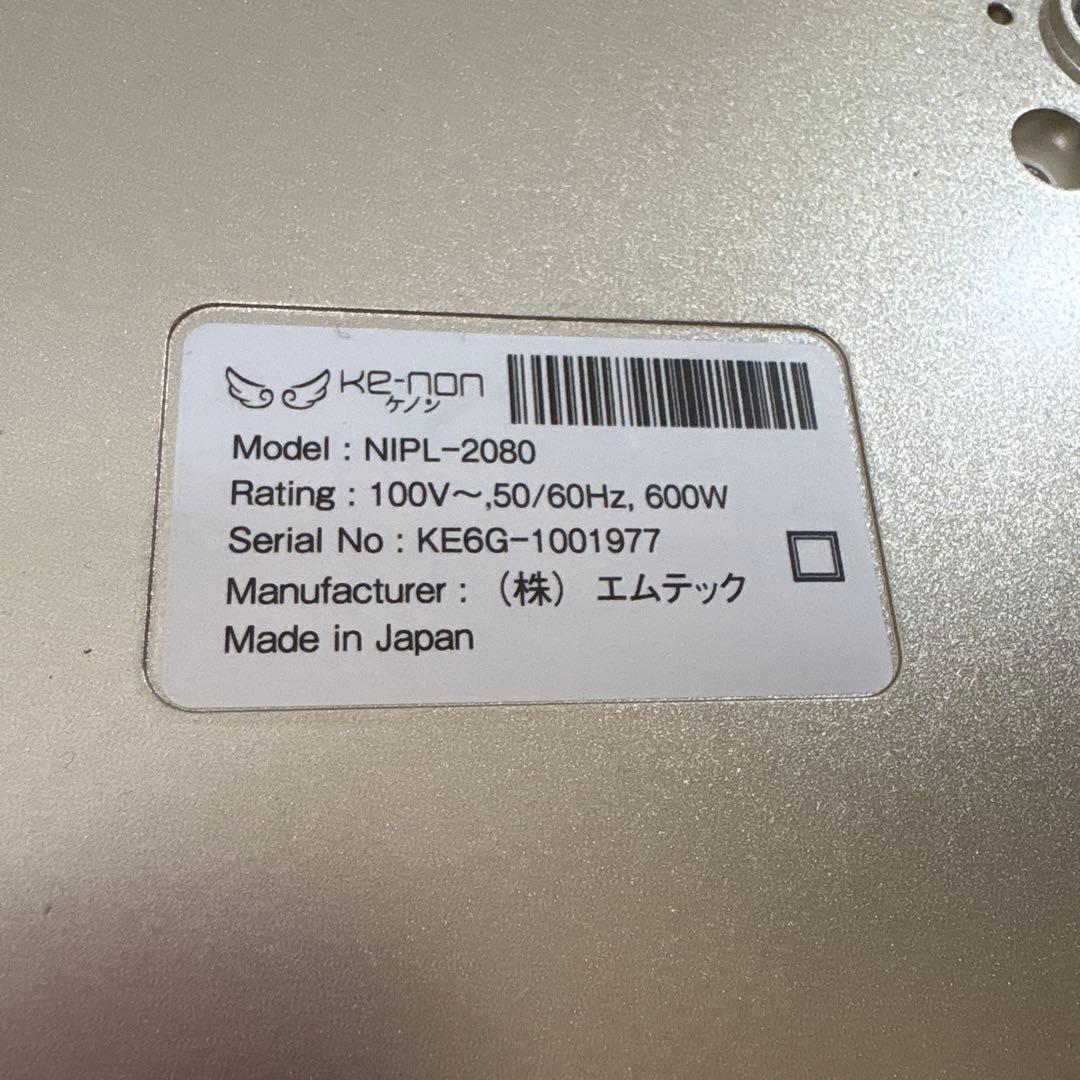 ke-non
ケノン
Model : NIPL-2080
Rating : 100V～,50/60Hz, 600W
Serial No : KE6G-1001977
Manufacturer : （株） エムテック
Made in Japan